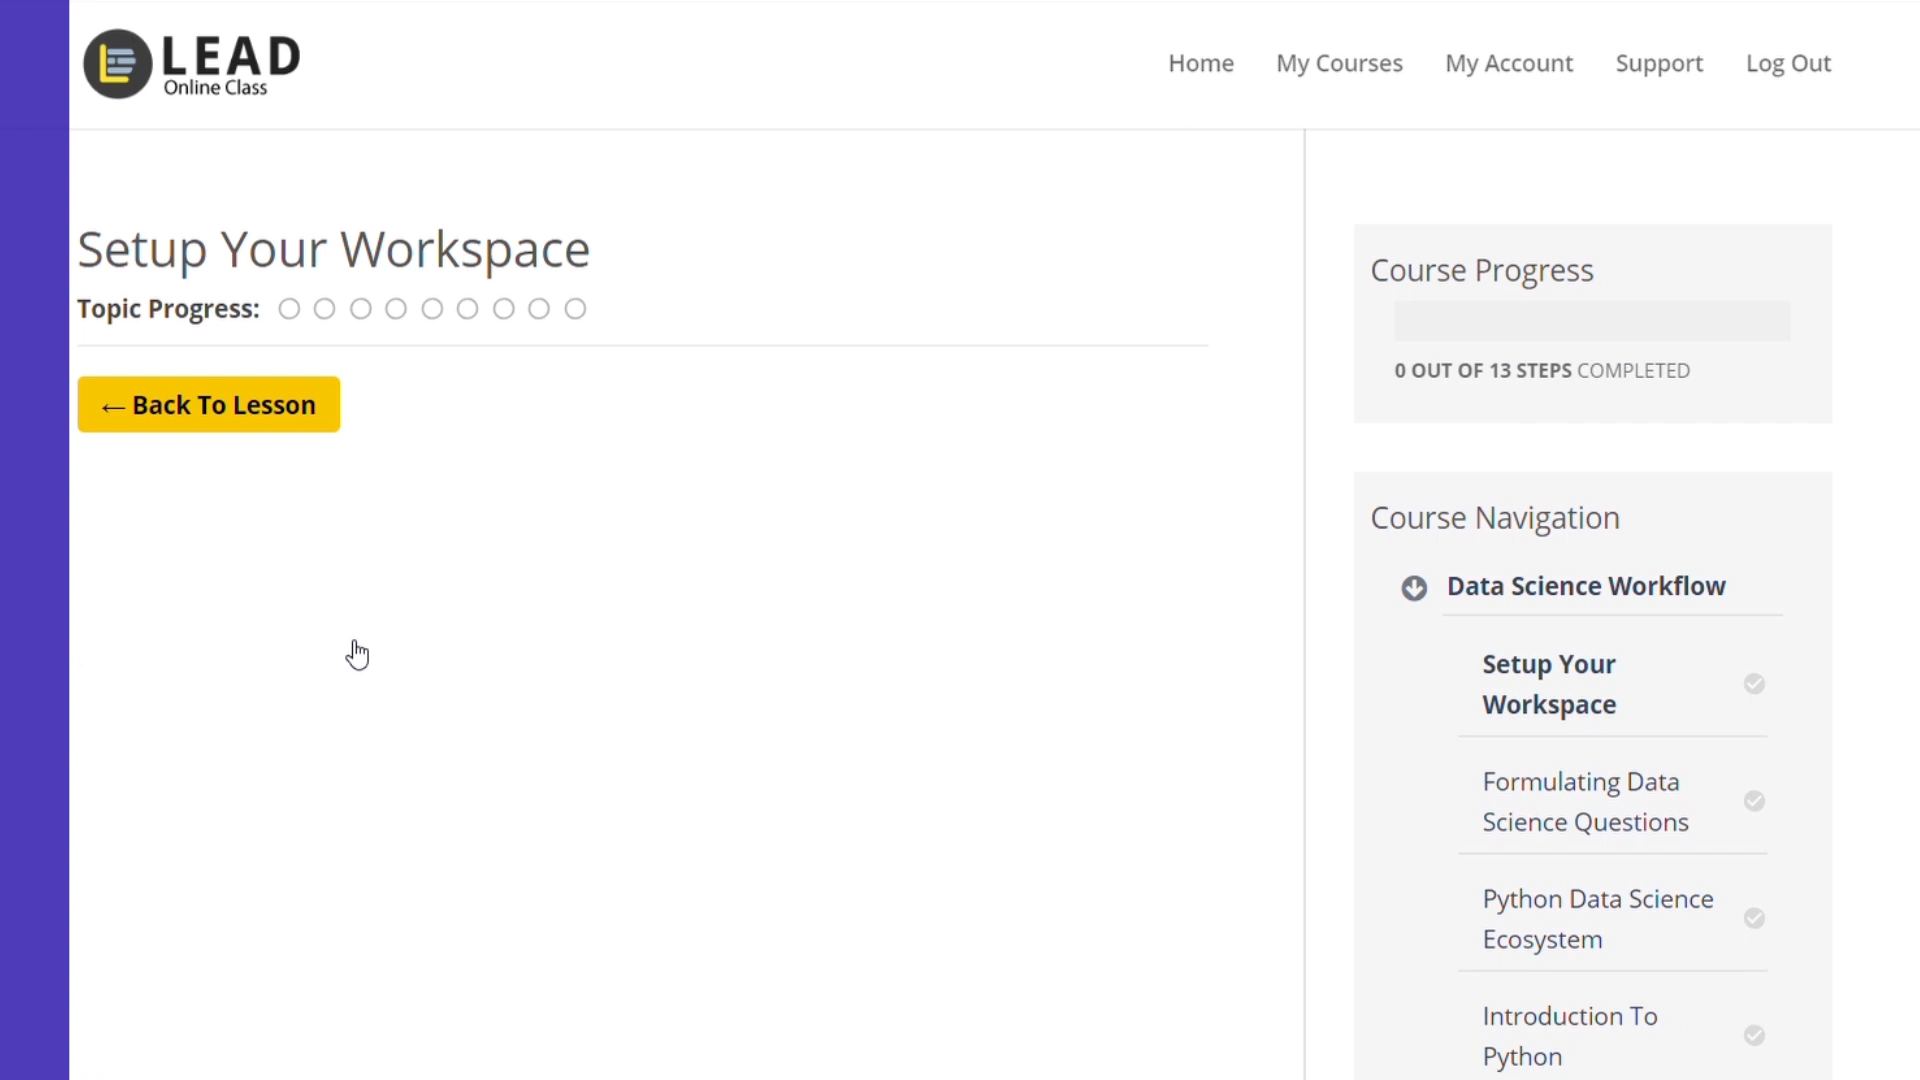 LEAD
Online Class
Home My Courses My Account Support Log Out
Setup Your Workspace
Topic Progress:
← Back To Lesson
Course Progress
0 OUT OF 13 STEPS COMPLETED
Course Navigation
Data Science Workflow
Setup Your
Workspace
Formulating Data
Science Questions
Python Data Science
Ecosystem
Introduction To
Python